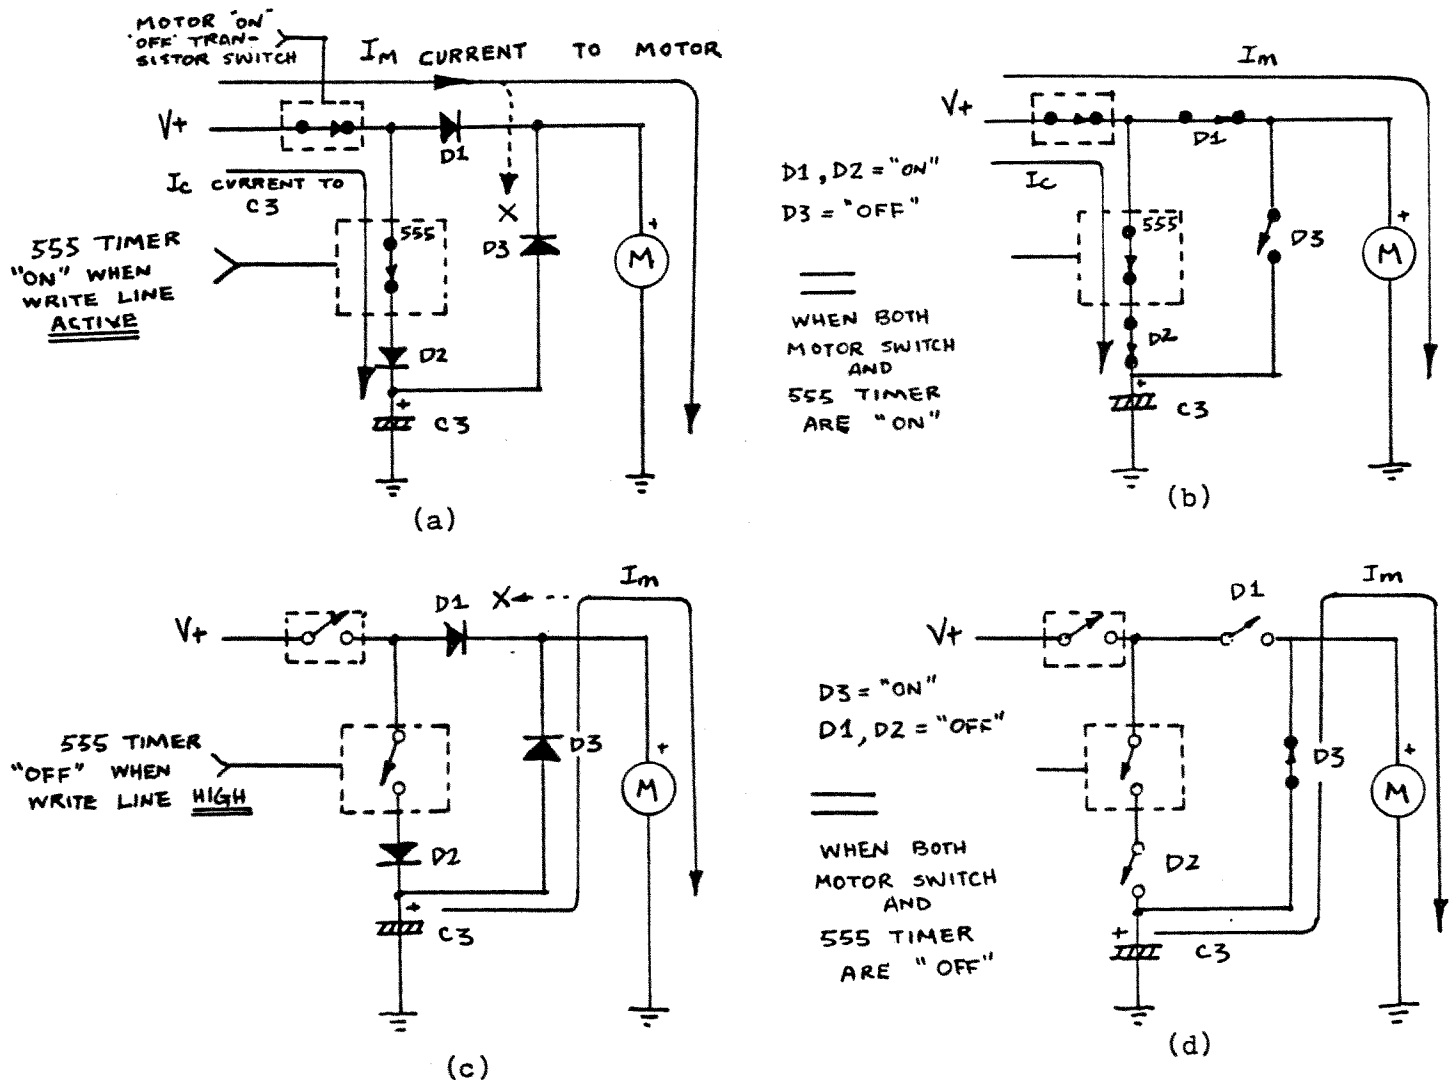 MOTOR "ON"
"OFF" TRAN-
SISTOR SWITCH
IM CURRENT TO MOTOR
V+
D1
Ic CURRENT TO
C3
555
D3
M
+
555 TIMER
"ON" WHEN
WRITE LINE
ACTIVE
X
D2
+
C3
(a)
Im
V+
D1
D1, D2 = "ON"
D3 = "OFF"
Ic
555
D3
+
M
WHEN BOTH
MOTOR SWITCH
AND
555 TIMER
ARE "ON"
D2
+
C3
(b)
Im
D1 X
V+
555 TIMER
"OFF" WHEN
WRITE LINE HIGH
D3
+
M
D2
+
C3
(c)
Im
D1
V+
D3 = "ON"
D1, D2 = "OFF"
D3
+
M
WHEN BOTH
MOTOR SWITCH
AND
555 TIMER
ARE "OFF"
D2
+
C3
(d)